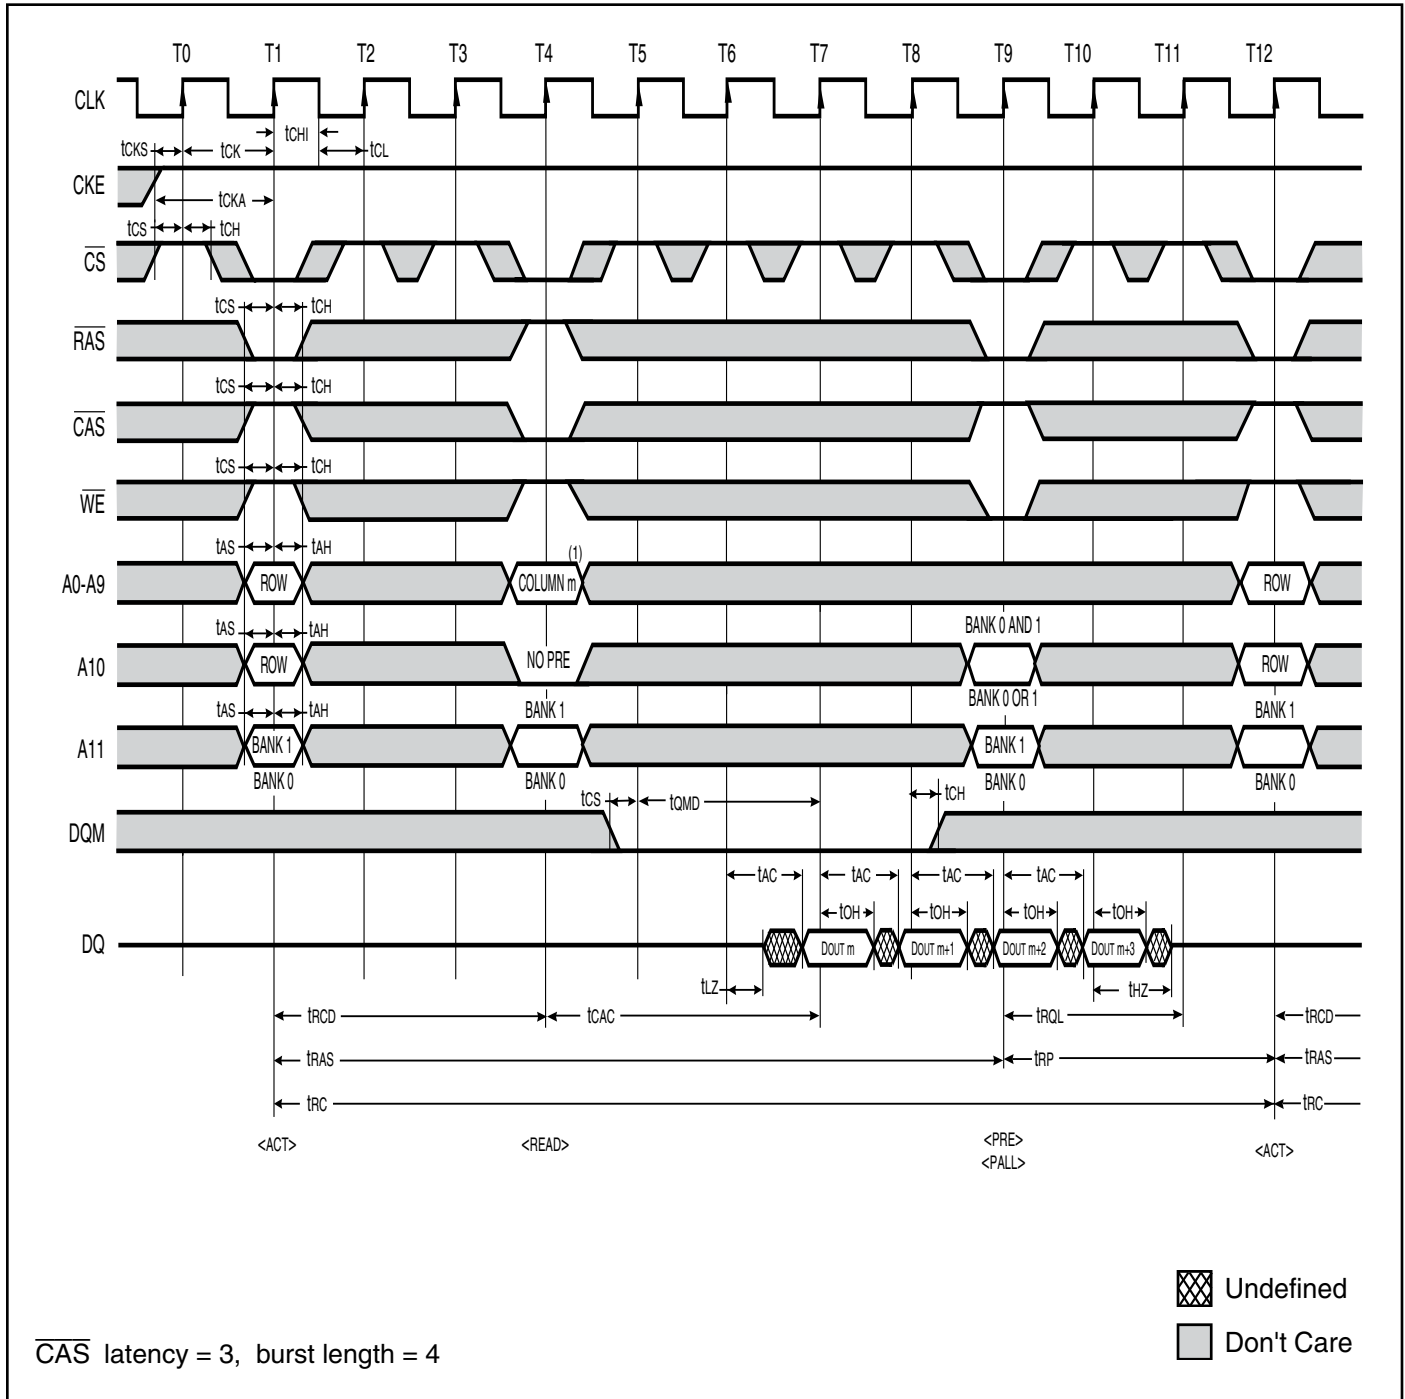 T0 T1 T2 T3 T4 T5 T6 T7 T8 T9 T10 T11 T12
CLK
tCHI
tCKS tCK tCL
CKE
tCKA
tCS tCH
CS
tCS tCH
RAS
tCS tCH
CAS
tCS tCH
WE
tAS tAH (1)
A0-A9 ROW COLUMN m ROW
tAS tAH BANK 0 AND 1
A10 ROW NO PRE ROW
BANK 0 OR 1
tAS tAH BANK 1 BANK 1
A11 BANK 1 BANK 1
BANK 0 BANK 0 BANK 0 BANK 0
tCS tQMD tCH
DQM
tAC tAC tAC tAC
tOH tOH tOH tOH
DQ DOUT m DOUT m+1 DOUT m+2 DOUT m+3
tLZ tHZ
tRCD tCAC tRQL tRCD
tRAS tRP tRAS
tRC tRC
<ACT> <READ> <PRE> <ACT>
<PALL>
Undefined
Don't Care
CAS latency = 3, burst length = 4